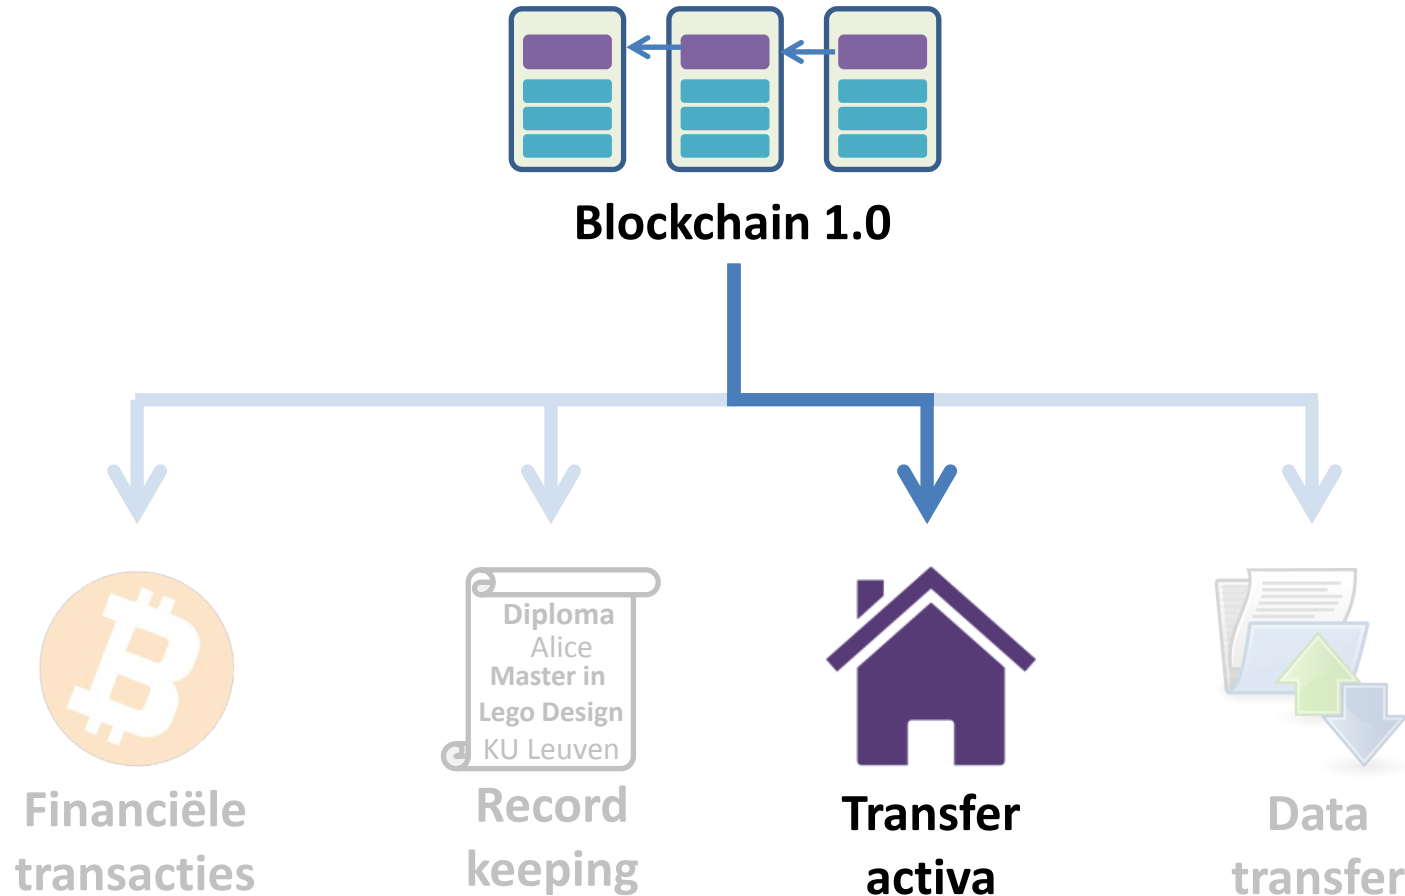 Blockchain 1.0
Diploma
Alice
Master in
Lego Design
KU Leuven
Financiële
transacties
Record
keeping
Transfer
activa
Data
transfer